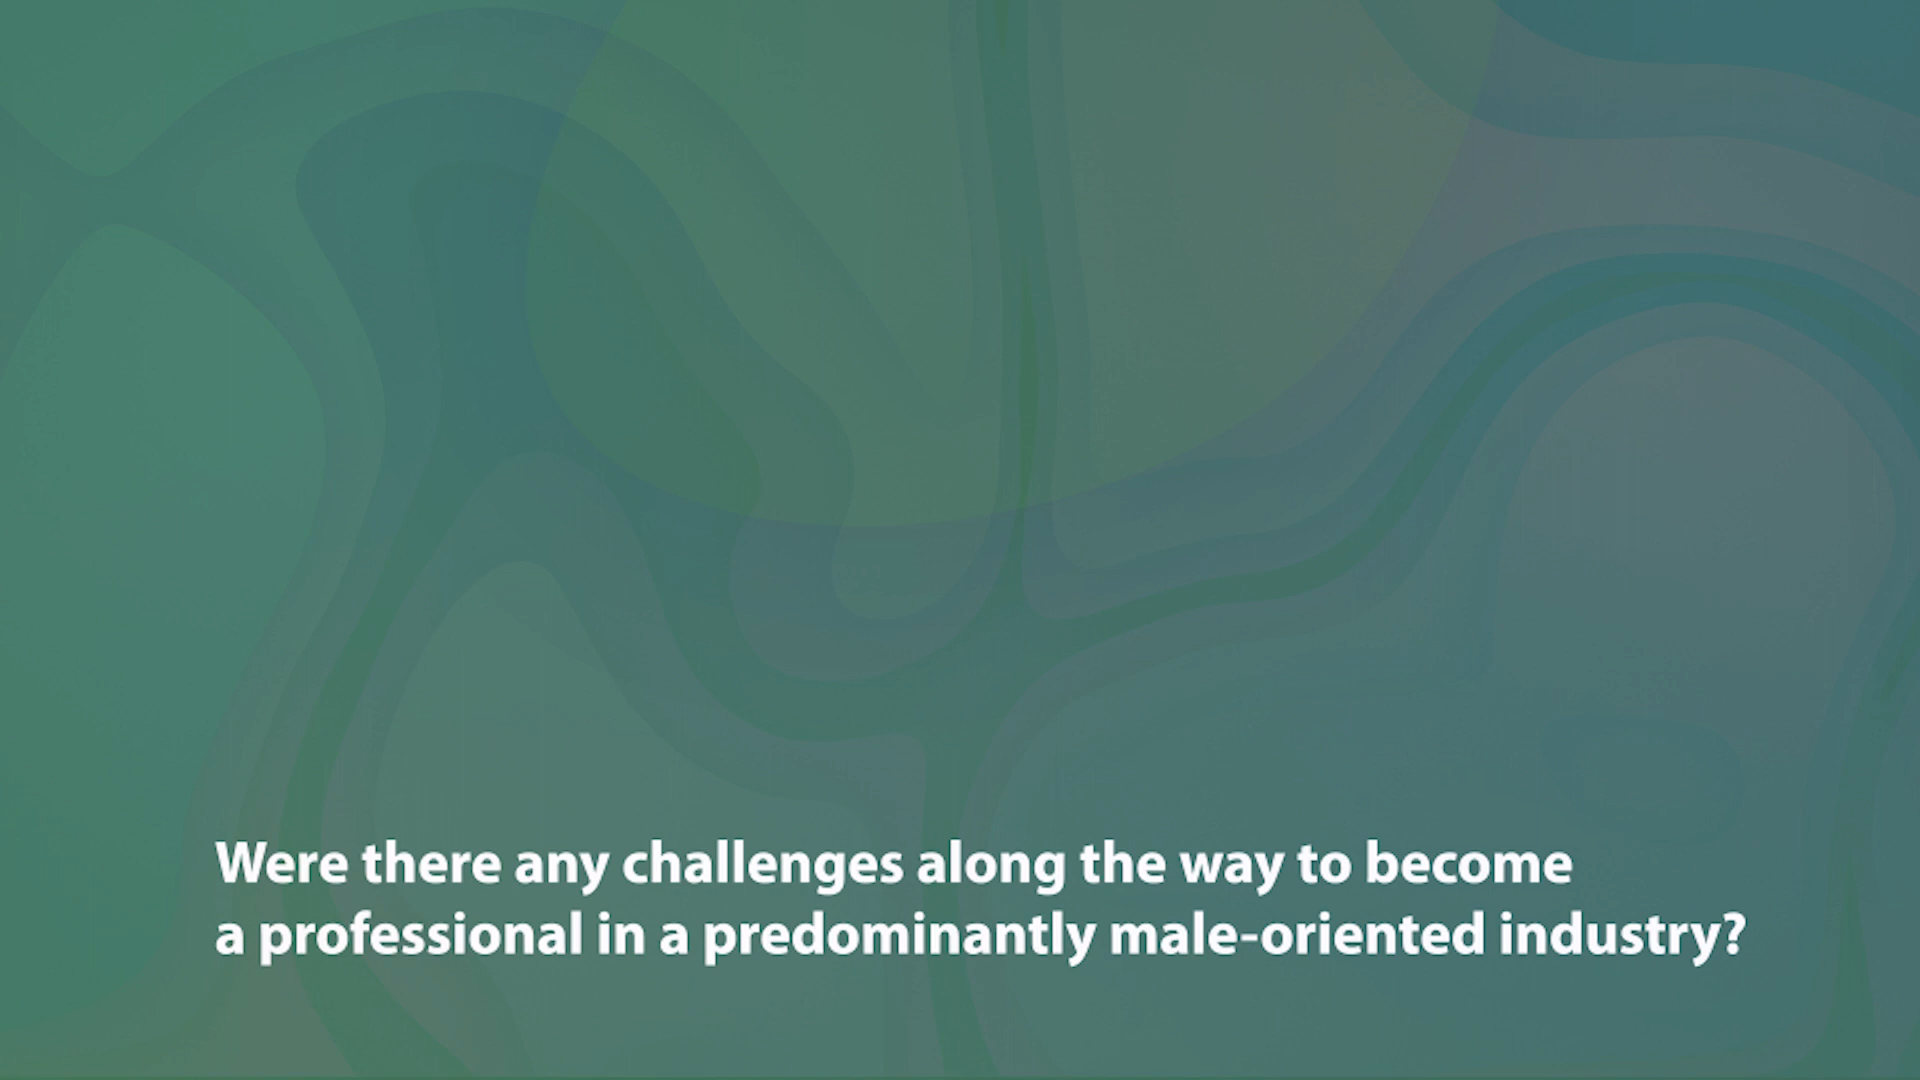 Were there any challenges along the way to become
a professional in a predominantly male-oriented industry?